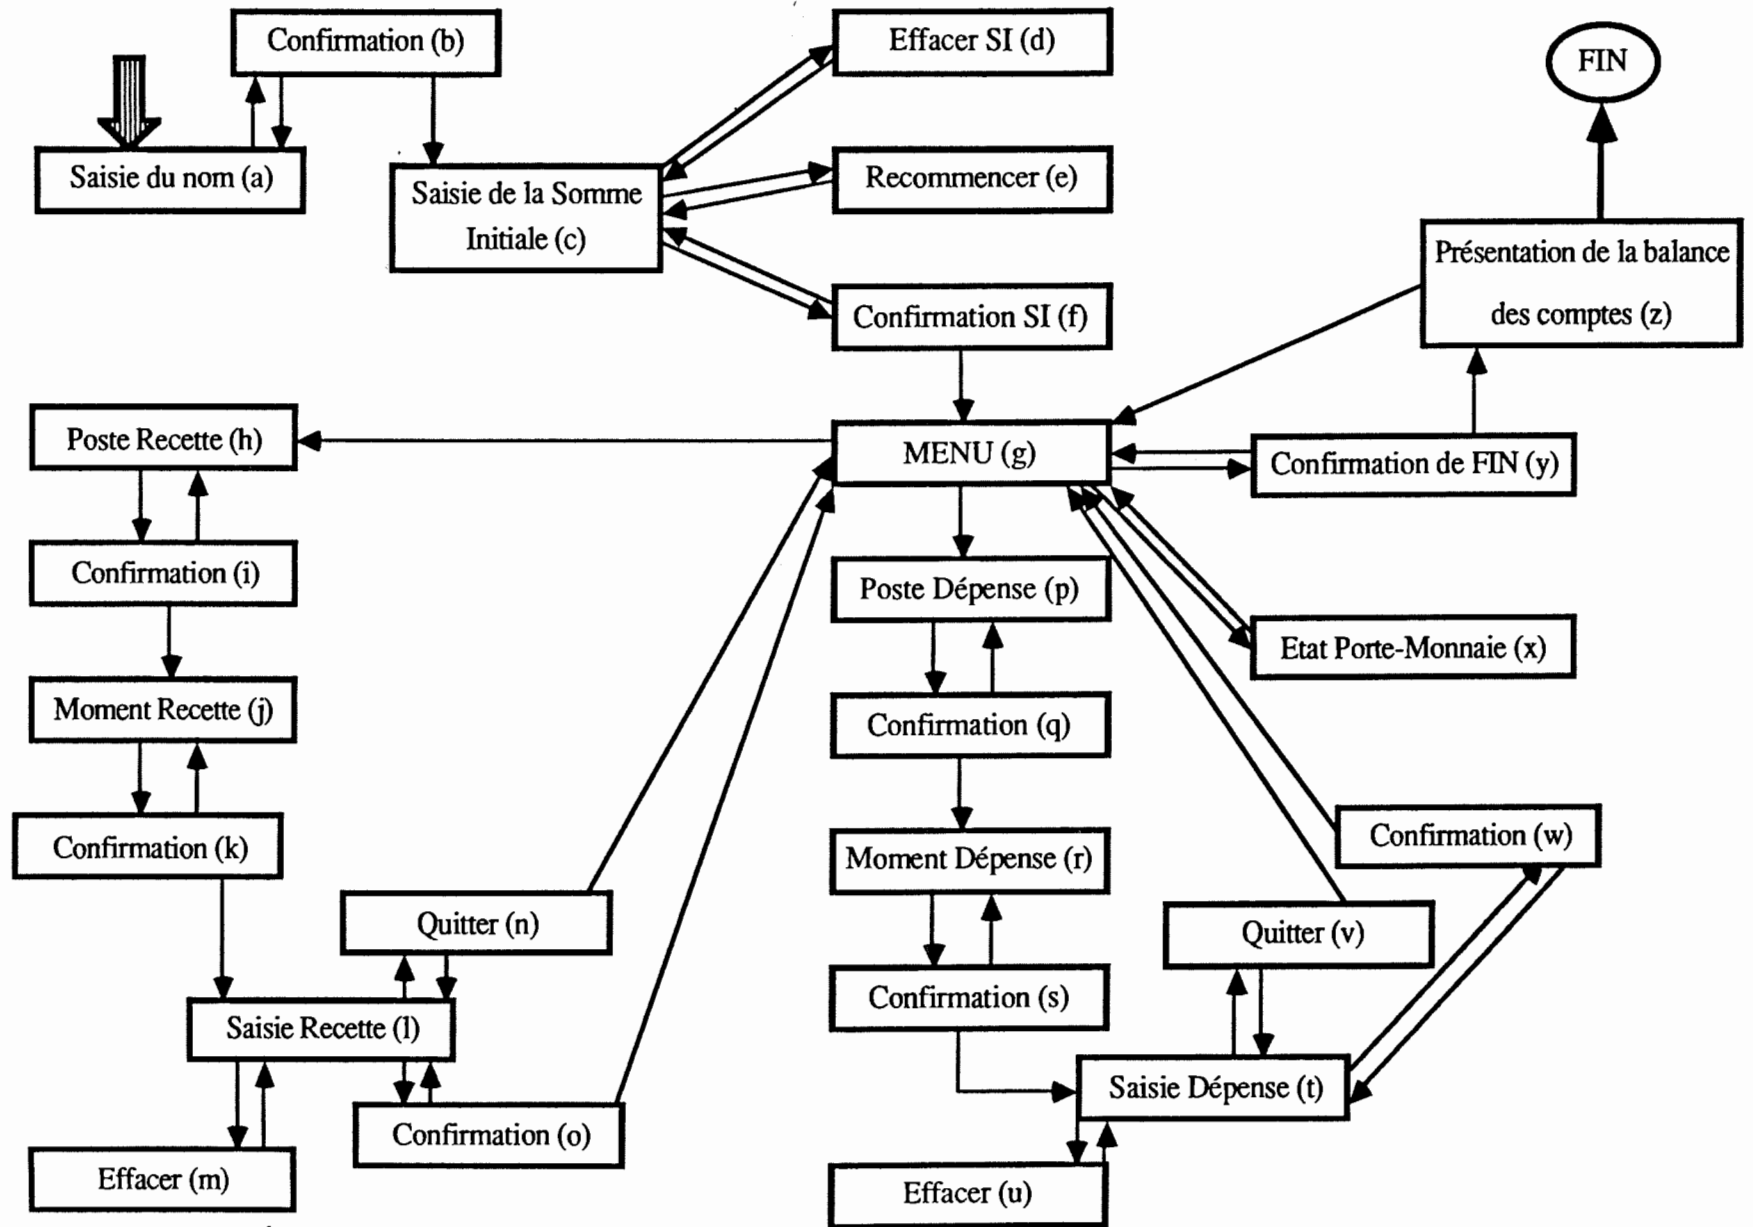 Confirmation (b)
Effacer SI (d)
FIN
Saisie du nom (a)
Saisie de la Somme
Initiale (c)
Recommencer (e)
Présentation de la balance
des comptes (z)
Confirmation SI (f)
Poste Recette (h)
MENU (g)
Confirmation de FIN (y)
Confirmation (i)
Poste Dépense (p)
Etat Porte-Monnaie (x)
Moment Recette (j)
Confirmation (q)
Confirmation (k)
Moment Dépense (r)
Confirmation (w)
Quitter (n)
Quitter (v)
Saisie Recette (l)
Confirmation (s)
Saisie Dépense (t)
Confirmation (o)
Effacer (m)
Effacer (u)